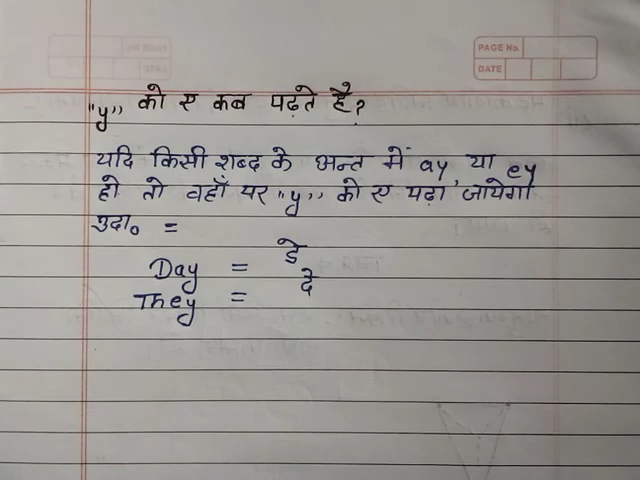 PAGE No.
DATE
"y" को ए कब पढ़ते है?
यदि किसी शब्द के अन्त में ay या ey
हो तो वहाँ पर "y" को ए पढ़ा जायेगा
उदा० =
Day = डे
They = दे